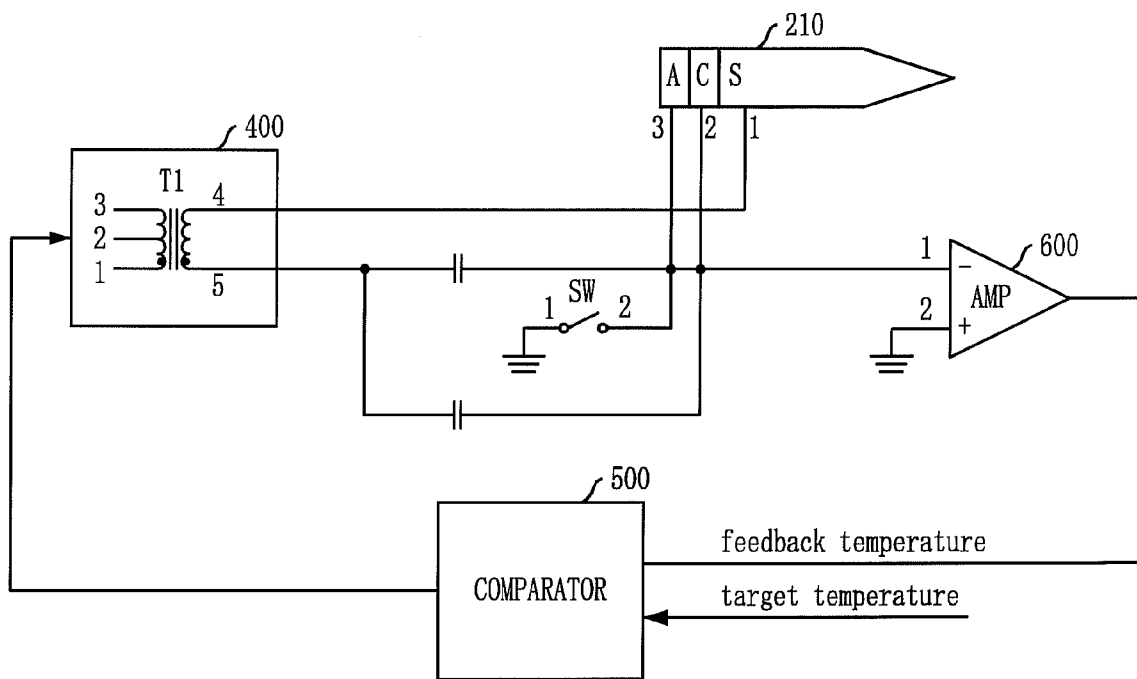 210
A C S
3 2 1
400
T1
3 4
2
1 5
1 600
SW
1 2
AMP
2
−
+
500
COMPARATOR
feedback temperature
target temperature